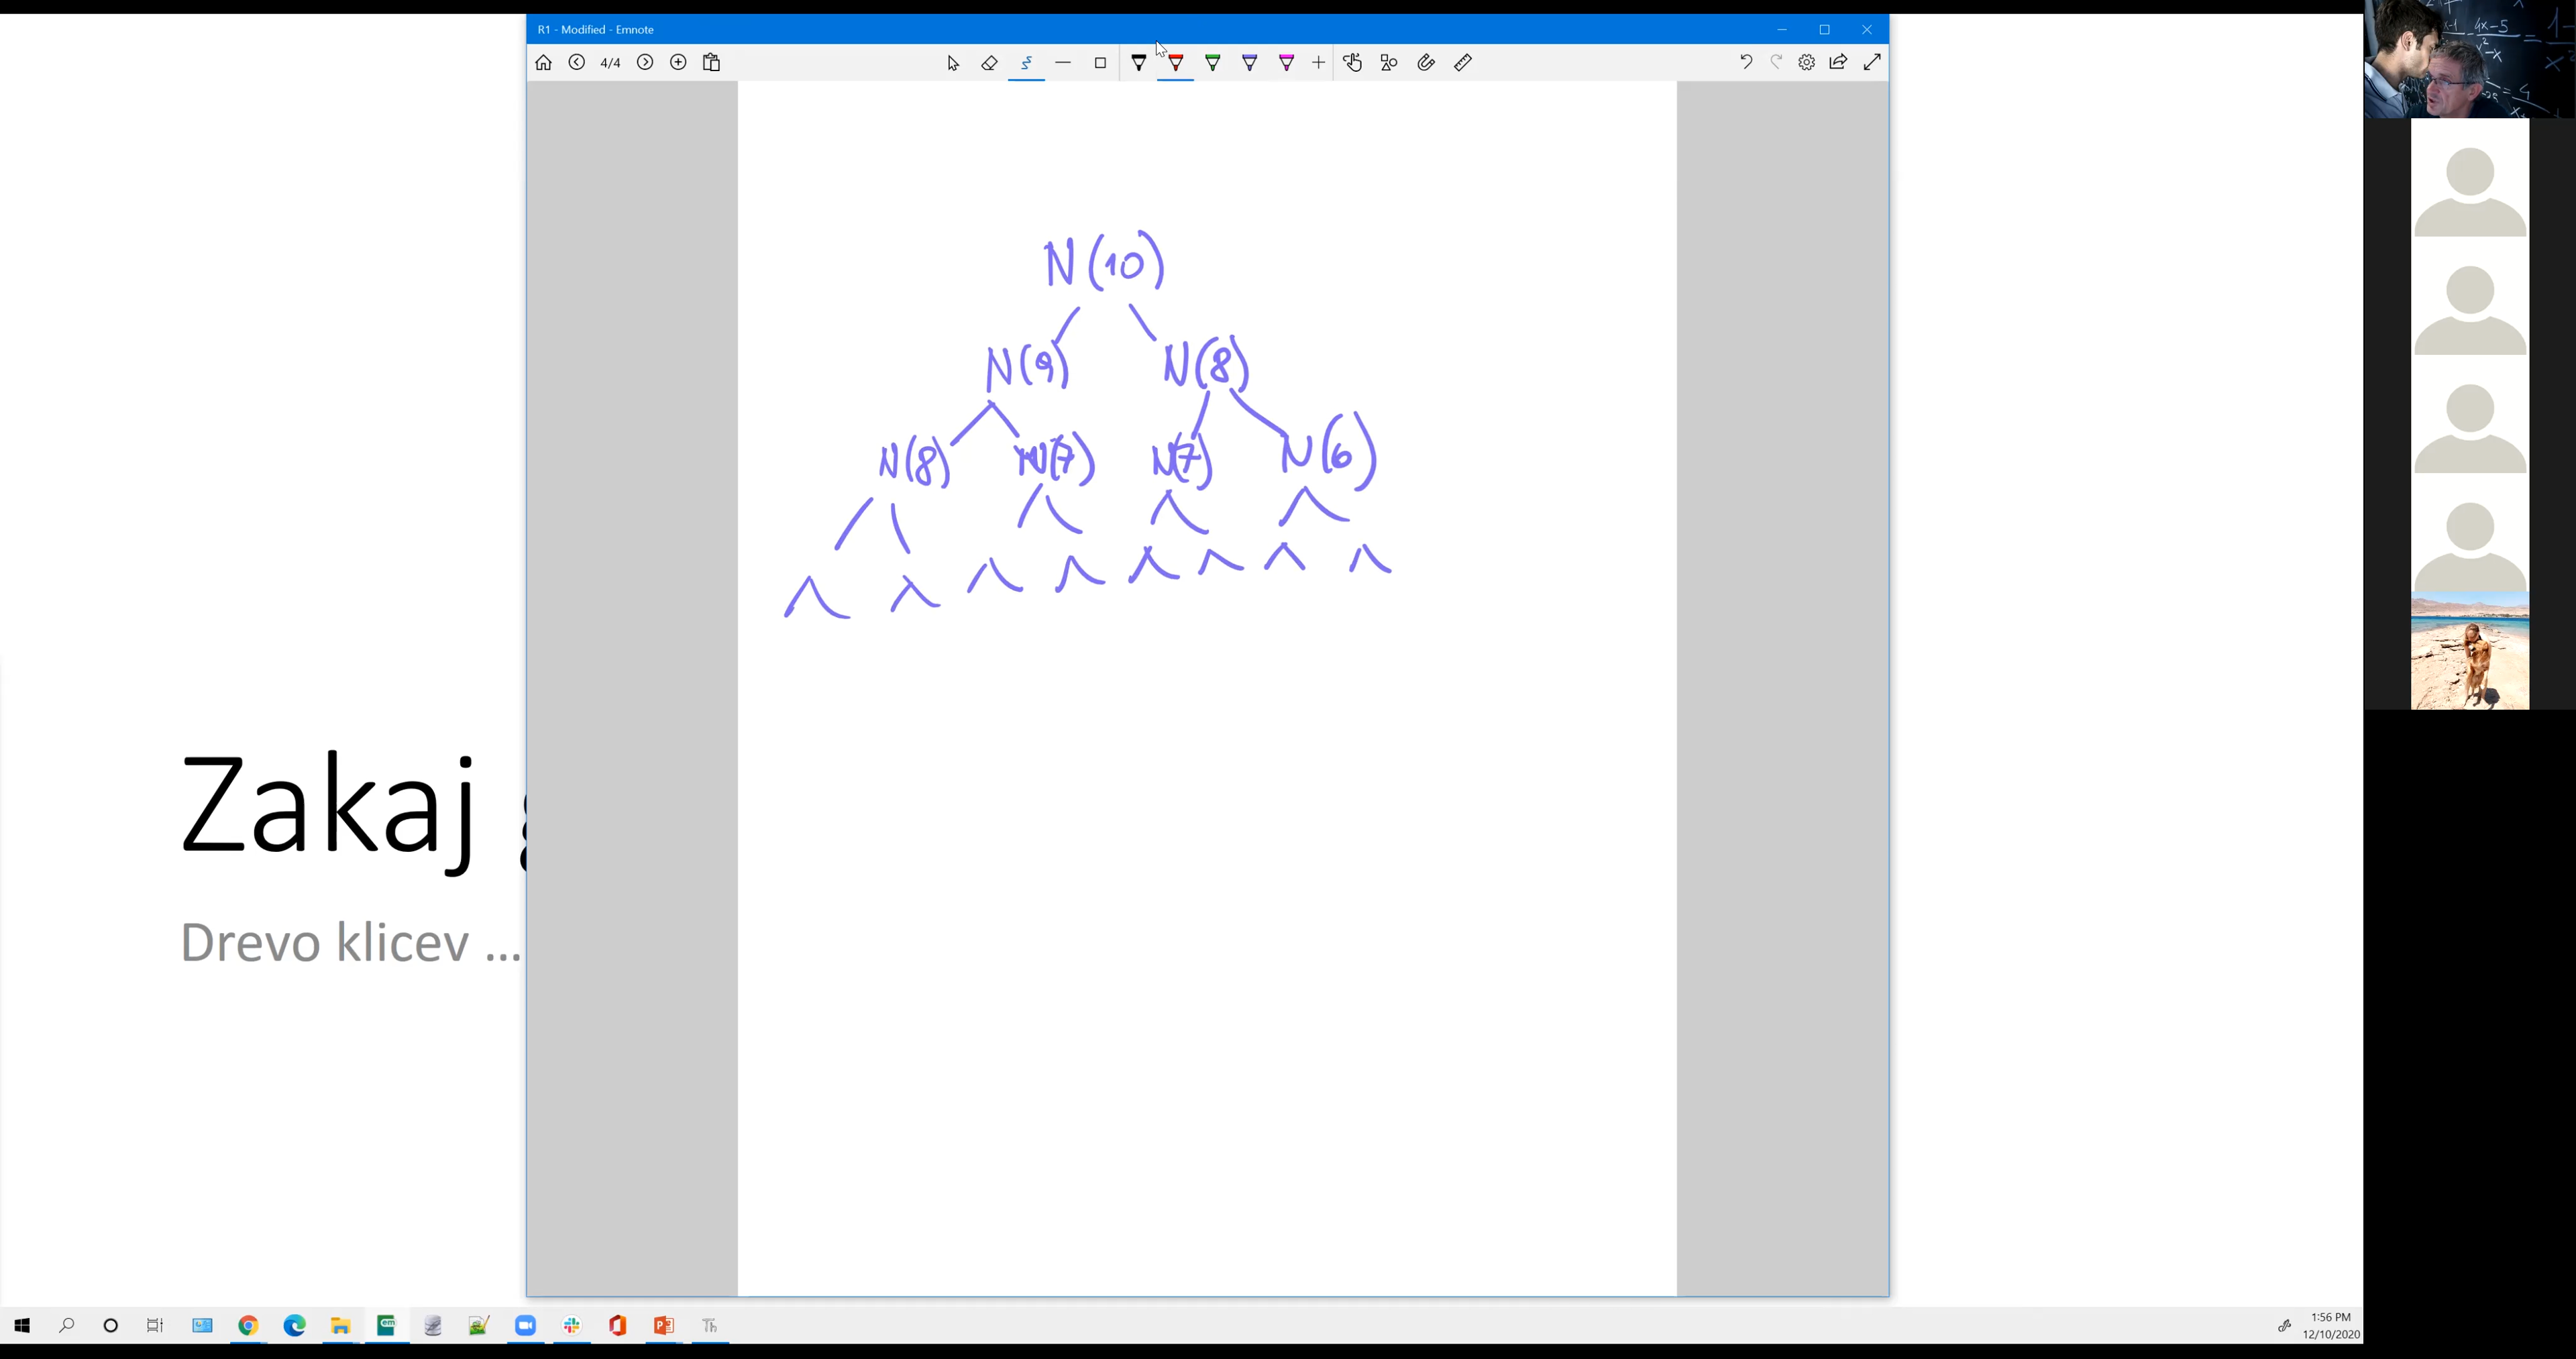 R1 - Modified - Emnote
4/4
N(10)
N(9) N(8)
N(8) N(7) N(7) N(6)
Zakaj g
Drevo klicev ...
1:56 PM
12/10/2020